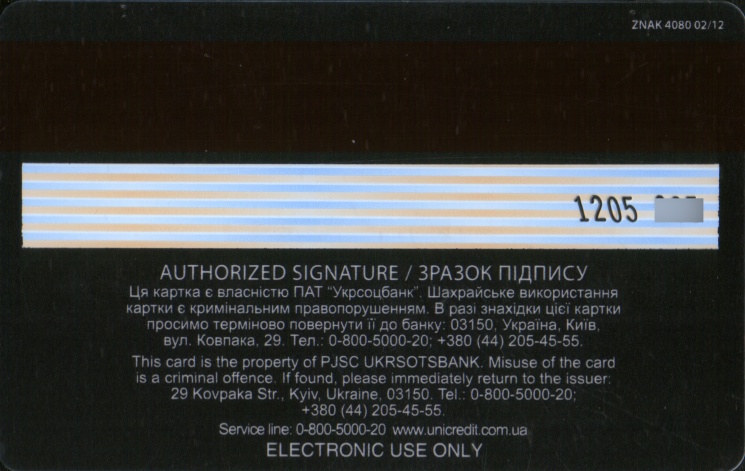 ZNAK 4080 02/12
1205
AUTHORIZED SIGNATURE / ЗРАЗОК ПІДПИСУ
Ця картка є власністю ПАТ "Укрсоцбанк". Шахрайське використання
картки є кримінальним правопорушенням. В разі знахідки цієї картки
просимо терміново повернути її до банку: 03150, Україна, Київ,
вул. Ковпака, 29. Тел.: 0-800-5000-20; +380 (44) 205-45-55.
This card is the property of PJSC UKRSOTSBANK. Misuse of the card
is a criminal offence. If found, please immediately return to the issuer:
29 Kovpaka Str., Kyiv, Ukraine, 03150. Tel.: 0-800-5000-20;
+380 (44) 205-45-55.
Service line: 0-800-5000-20 www.unicredit.com.ua
ELECTRONIC USE ONLY